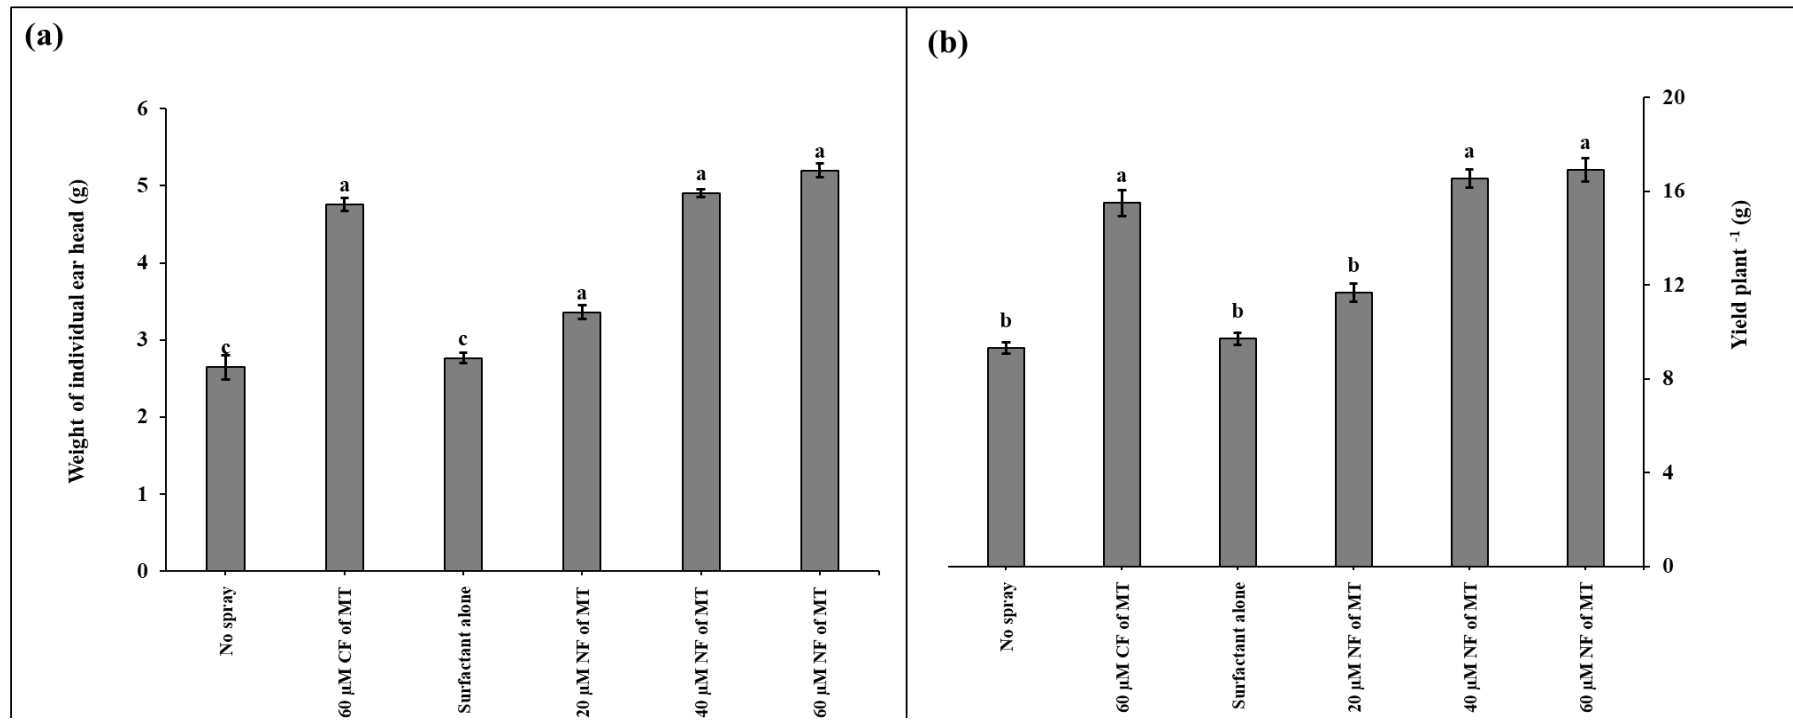 (a)
Weight of individual ear head (g)
6
5
4
3
2
1
0
c
a
c
a
a
a
No spray
60 µM CF of MT
Surfactant alone
20 µM NF of MT
40 µM NF of MT
60 µM NF of MT
(b)
b
a
b
b
a
a
20
16
12
8
4
0
Yield plant ⁻¹ (g)
No spray
60 µM CF of MT
Surfactant alone
20 µM NF of MT
40 µM NF of MT
60 µM NF of MT